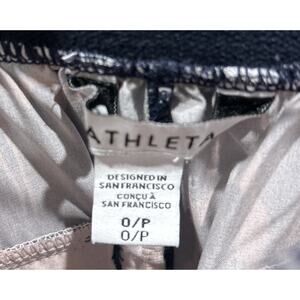 ATHLETA
DESIGNED IN
SAN FRANCISCO
CONÇU À
SAN FRANCISCO
0/P
0/P